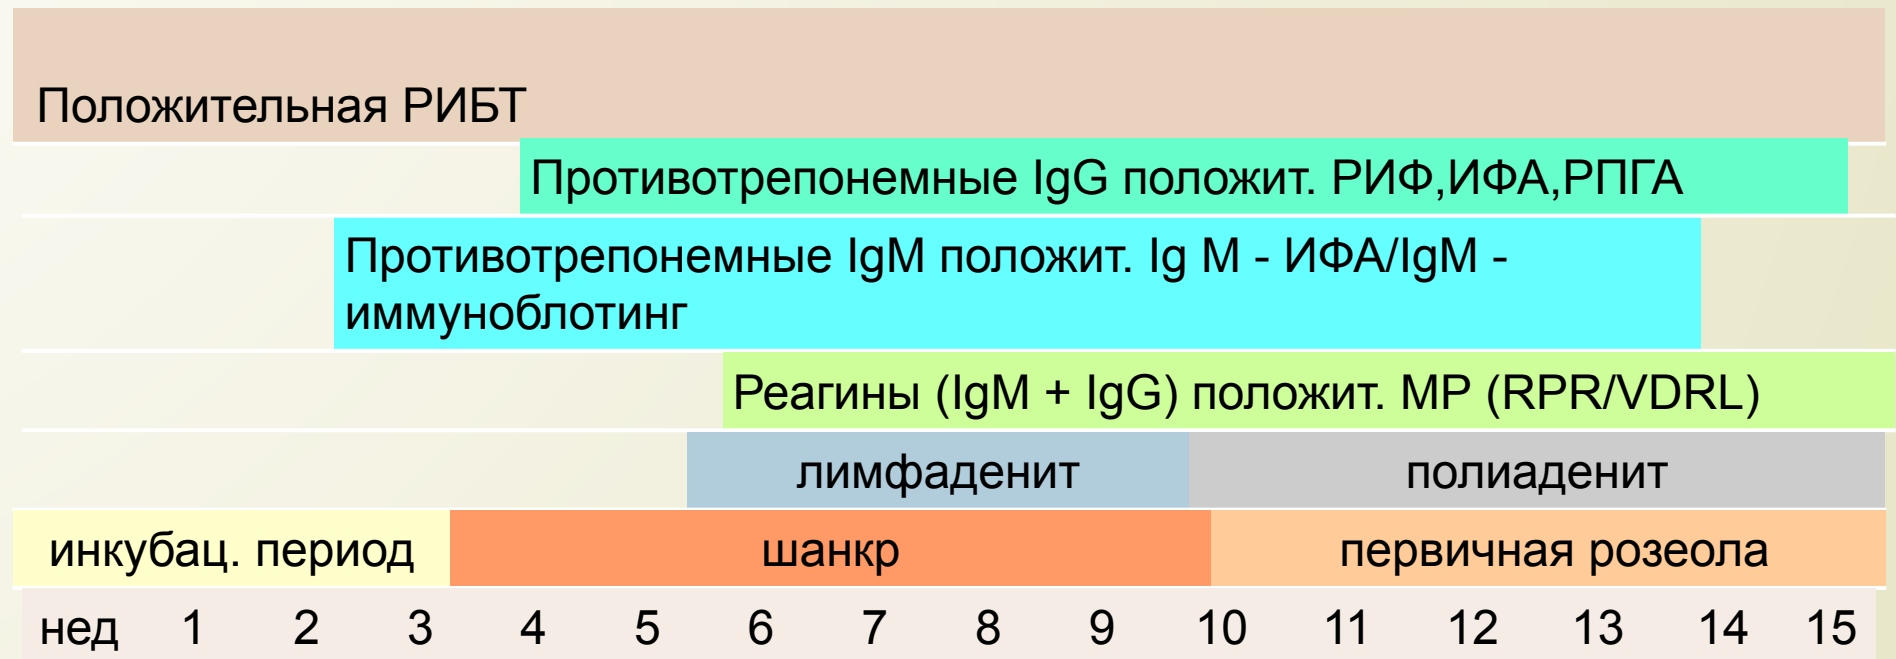 Положительная РИБТ
Противотрепонемные IgG положит. РИФ,ИФА,РПГА
Противотрепонемные IgM положит. Ig M - ИФА/IgM -
иммуноблотинг
Реагины (IgM + IgG) положит. МР (RPR/VDRL)
лимфаденит полиаденит
инкубац. период шанкр первичная розеола
нед 1 2 3 4 5 6 7 8 9 10 11 12 13 14 15